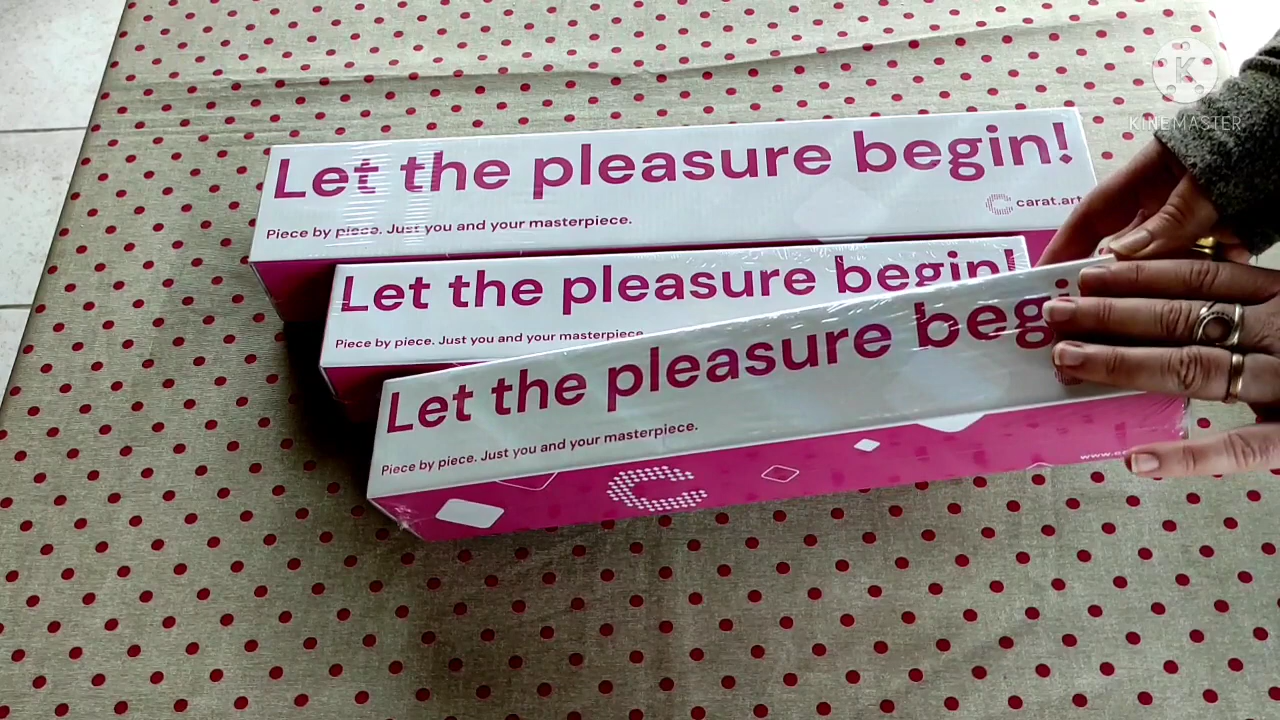 KINEMASTER
Let the pleasure begin!
carat.art
Piece by piece. Just you and your masterpiece.
Let the pleasure begin!
Piece by piece. Just you and your masterpiece.
Let the pleasure
Piece by piece. Just you and your masterpiece.
C